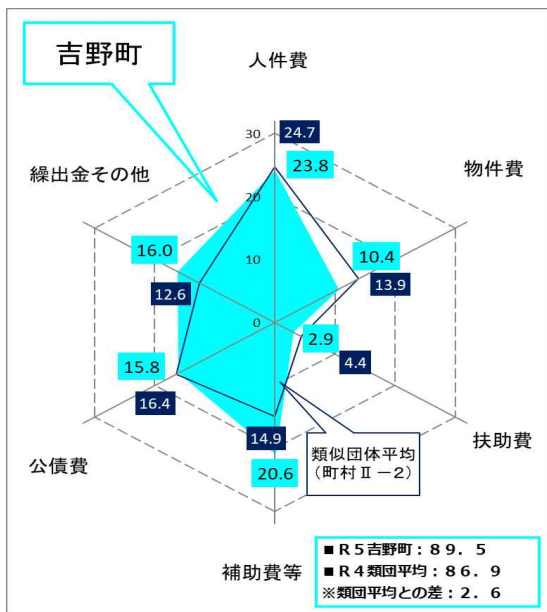 吉野町
人件費
30
24.7
23.8
物件費
繰出金その他
20
16.0
10.4
12.6
10
13.9
0
2.9
15.8
4.4
16.4
14.9
類似団体平均
(町村Ⅱ－2)
扶助費
公債費
20.6
補助費等
■R5吉野町：89．5
■R4類団平均：86．9
※類団平均との差：2．6